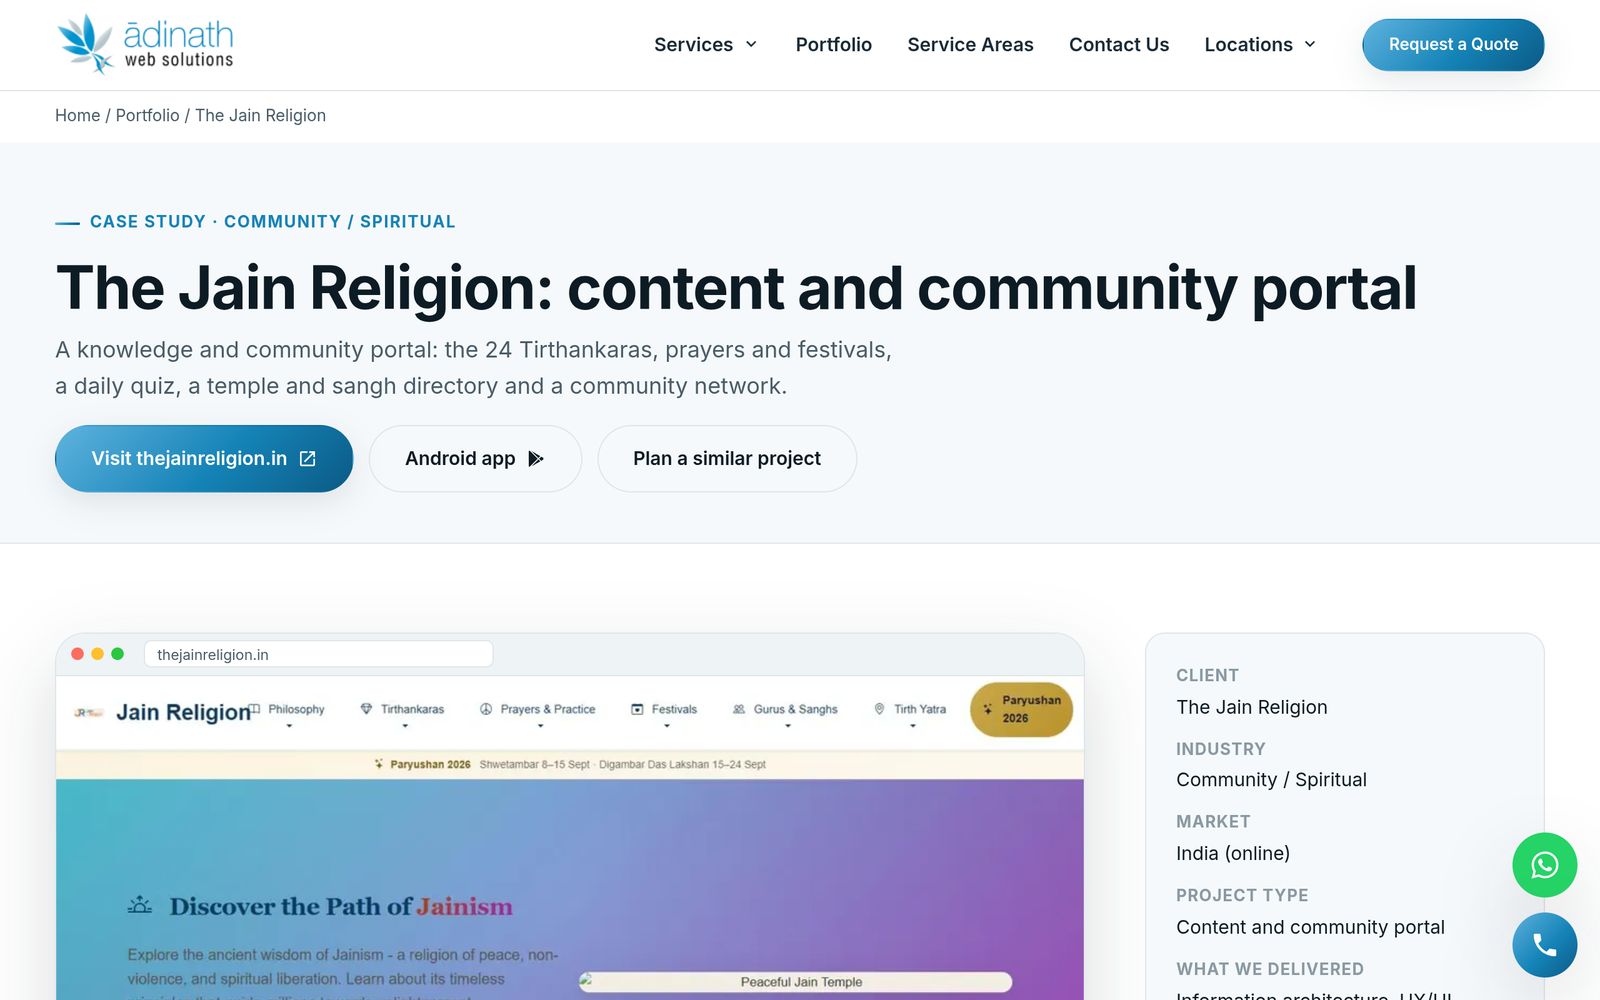 ādinath
web solutions
Services
Portfolio
Service Areas
Contact Us
Locations
Request a Quote
Home / Portfolio / The Jain Religion
CASE STUDY · COMMUNITY / SPIRITUAL
The Jain Religion: content and community portal
A knowledge and community portal: the 24 Tirthankaras, prayers and festivals,
a daily quiz, a temple and sangh directory and a community network.
Visit thejainreligion.in
Android app
Plan a similar project
thejainreligion.in
Jain Religion
Philosophy
Tirthankaras
Prayers & Practice
Festivals
Gurus & Sanghs
Tirth Yatra
Paryushan
2026
Paryushan 2026 Shwetambar 8–15 Sept · Digambar Das Lakshan 15–24 Sept
Discover the Path of Jainism
Explore the ancient wisdom of Jainism - a religion of peace, non-
violence, and spiritual liberation. Learn about its timeless
Peaceful Jain Temple
CLIENT
The Jain Religion
INDUSTRY
Community / Spiritual
MARKET
India (online)
PROJECT TYPE
Content and community portal
WHAT WE DELIVERED
Information architecture, UX/UI